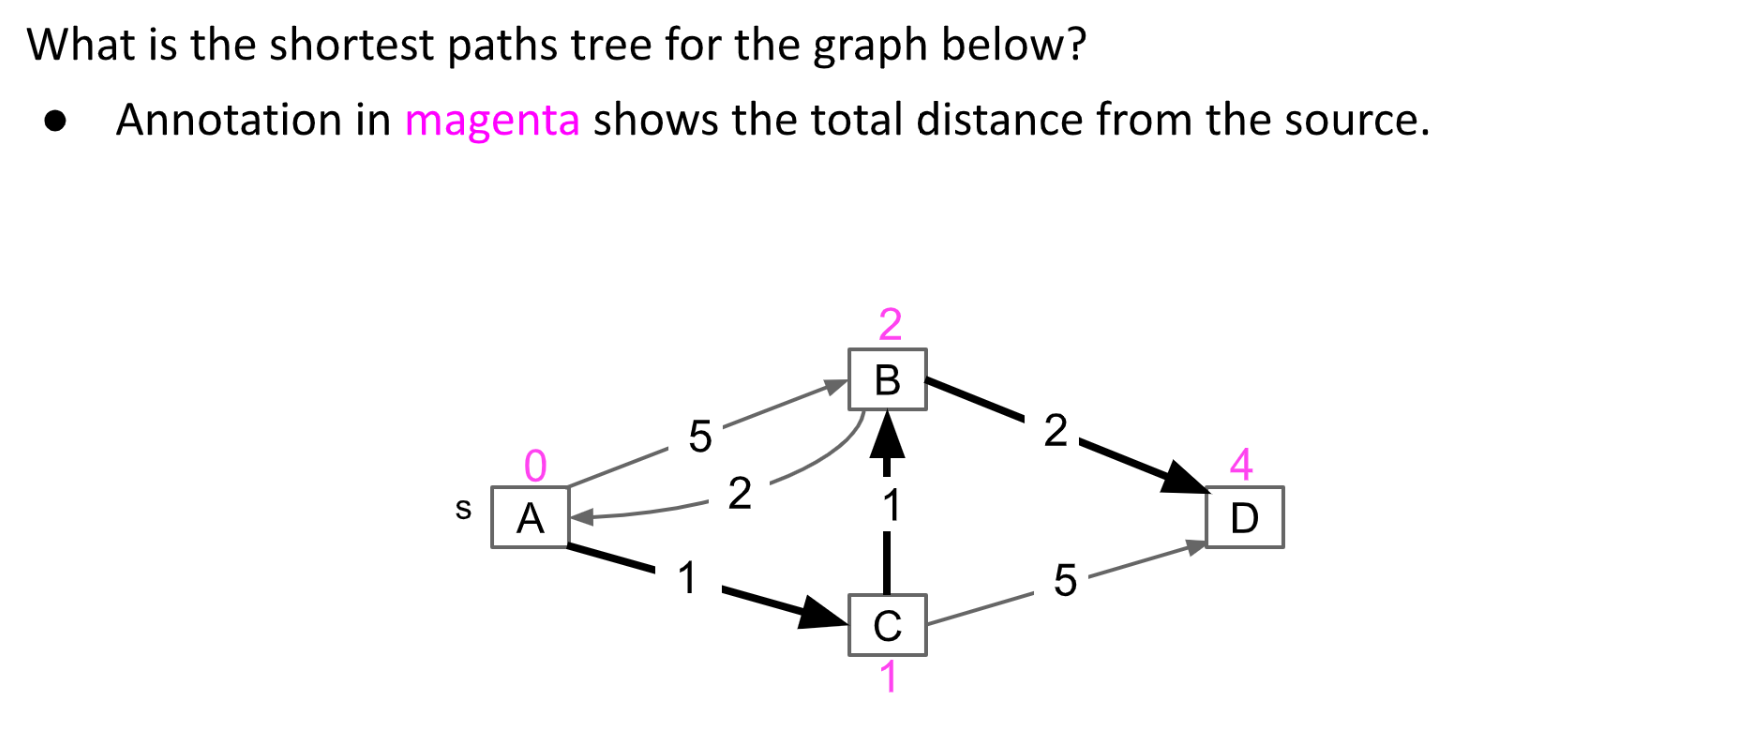 What is the shortest paths tree for the graph below?
● Annotation in magenta shows the total distance from the source.
2
B
5
2
0
4
2
s A
1
D
1
5
C
1